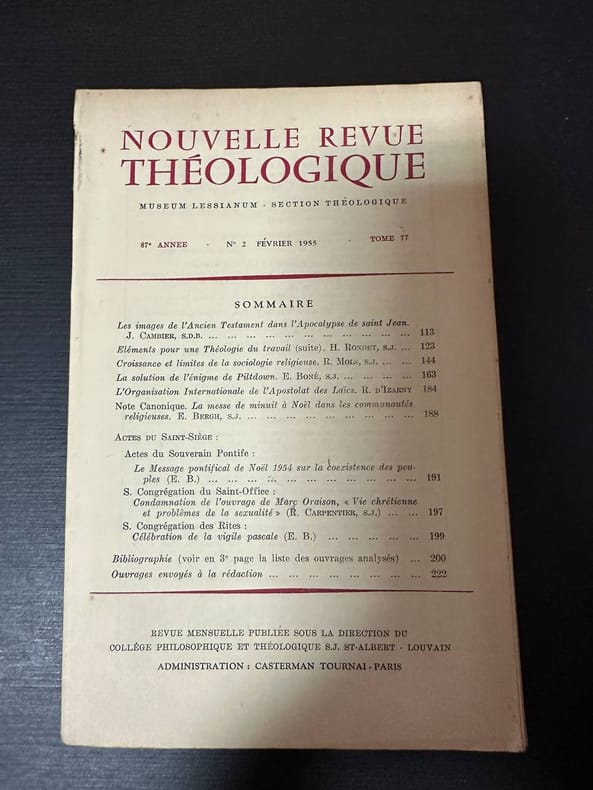 NOUVELLE REVUE
THÉOLOGIQUE
MUSEUM LESSIANUM - SECTION THÉOLOGIQUE
87e ANNEE · N° 2 FÉVRIER 1955 · TOME 77
SOMMAIRE
Les images de l'Ancien Testament dans l'Apocalypse de saint Jean.
J. CAMBIER, S.D.B. ... ... ... ... ... ... ... ... ... ... ... 113
Eléments pour une Théologie du travail (suite). H. RONDET, S.J. ... 123
Croissance et limites de la sociologie religieuse. R. MOLS, S.J. ... ... 144
La solution de l'énigme de Piltdown. E. BONÉ, S.J. ... ... ... ... 163
L'Organisation Internationale de l'Apostolat des Laïcs. R. D'IZARNY 184
Note Canonique. La messe de minuit à Noël dans les communautés
religieuses. E. BERGH, S.J. ... ... ... ... ... ... ... ... 188
ACTES DU SAINT-SIÈGE :
Actes du Souverain Pontife :
Le Message pontifical de Noël 1954 sur la coexistence des peu-
ples (E. B.) ... ... ... ... ... ... ... ... ... ... 191
S. Congrégation du Saint-Office :
Condamnation de l'ouvrage de Marc Oraison, « Vie chrétienne
et problèmes de la sexualité » (R. CARPENTIER, S.J.) ... ... 197
S. Congrégation des Rites :
Célébration de la vigile pascale (E. B.) ... ... ... ... ... 199
Bibliographie (voir en 3e page la liste des ouvrages analysés) ... 200
Ouvrages envoyés à la rédaction ... ... ... ... ... ... ... ... 222
REVUE MENSUELLE PUBLIÉE SOUS LA DIRECTION DU
COLLÈGE PHILOSOPHIQUE ET THÉOLOGIQUE S.J. ST-ALBERT - LOUVAIN
ADMINISTRATION : CASTERMAN TOURNAI - PARIS